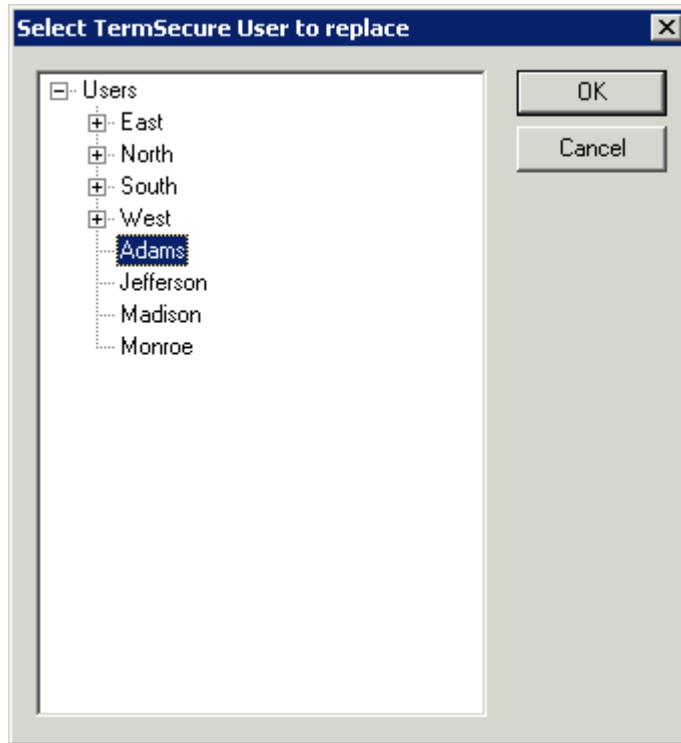 Select TermSecure User to replace
Users
East
North
South
West
Adams
Jefferson
Madison
Monroe
OK
Cancel